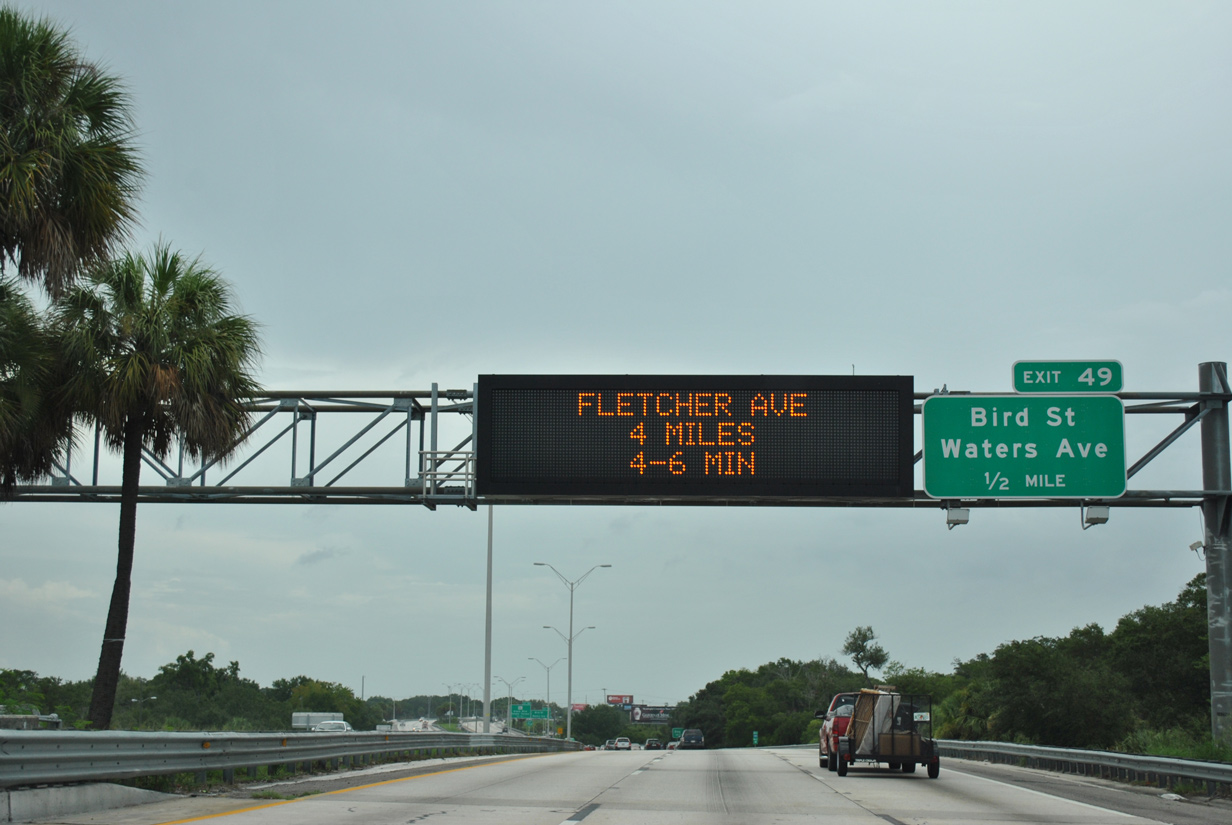 FLETCHER AVE
4 MILES
4-6 MIN
EXIT 49
Bird St
Waters Ave
1/2 MILE